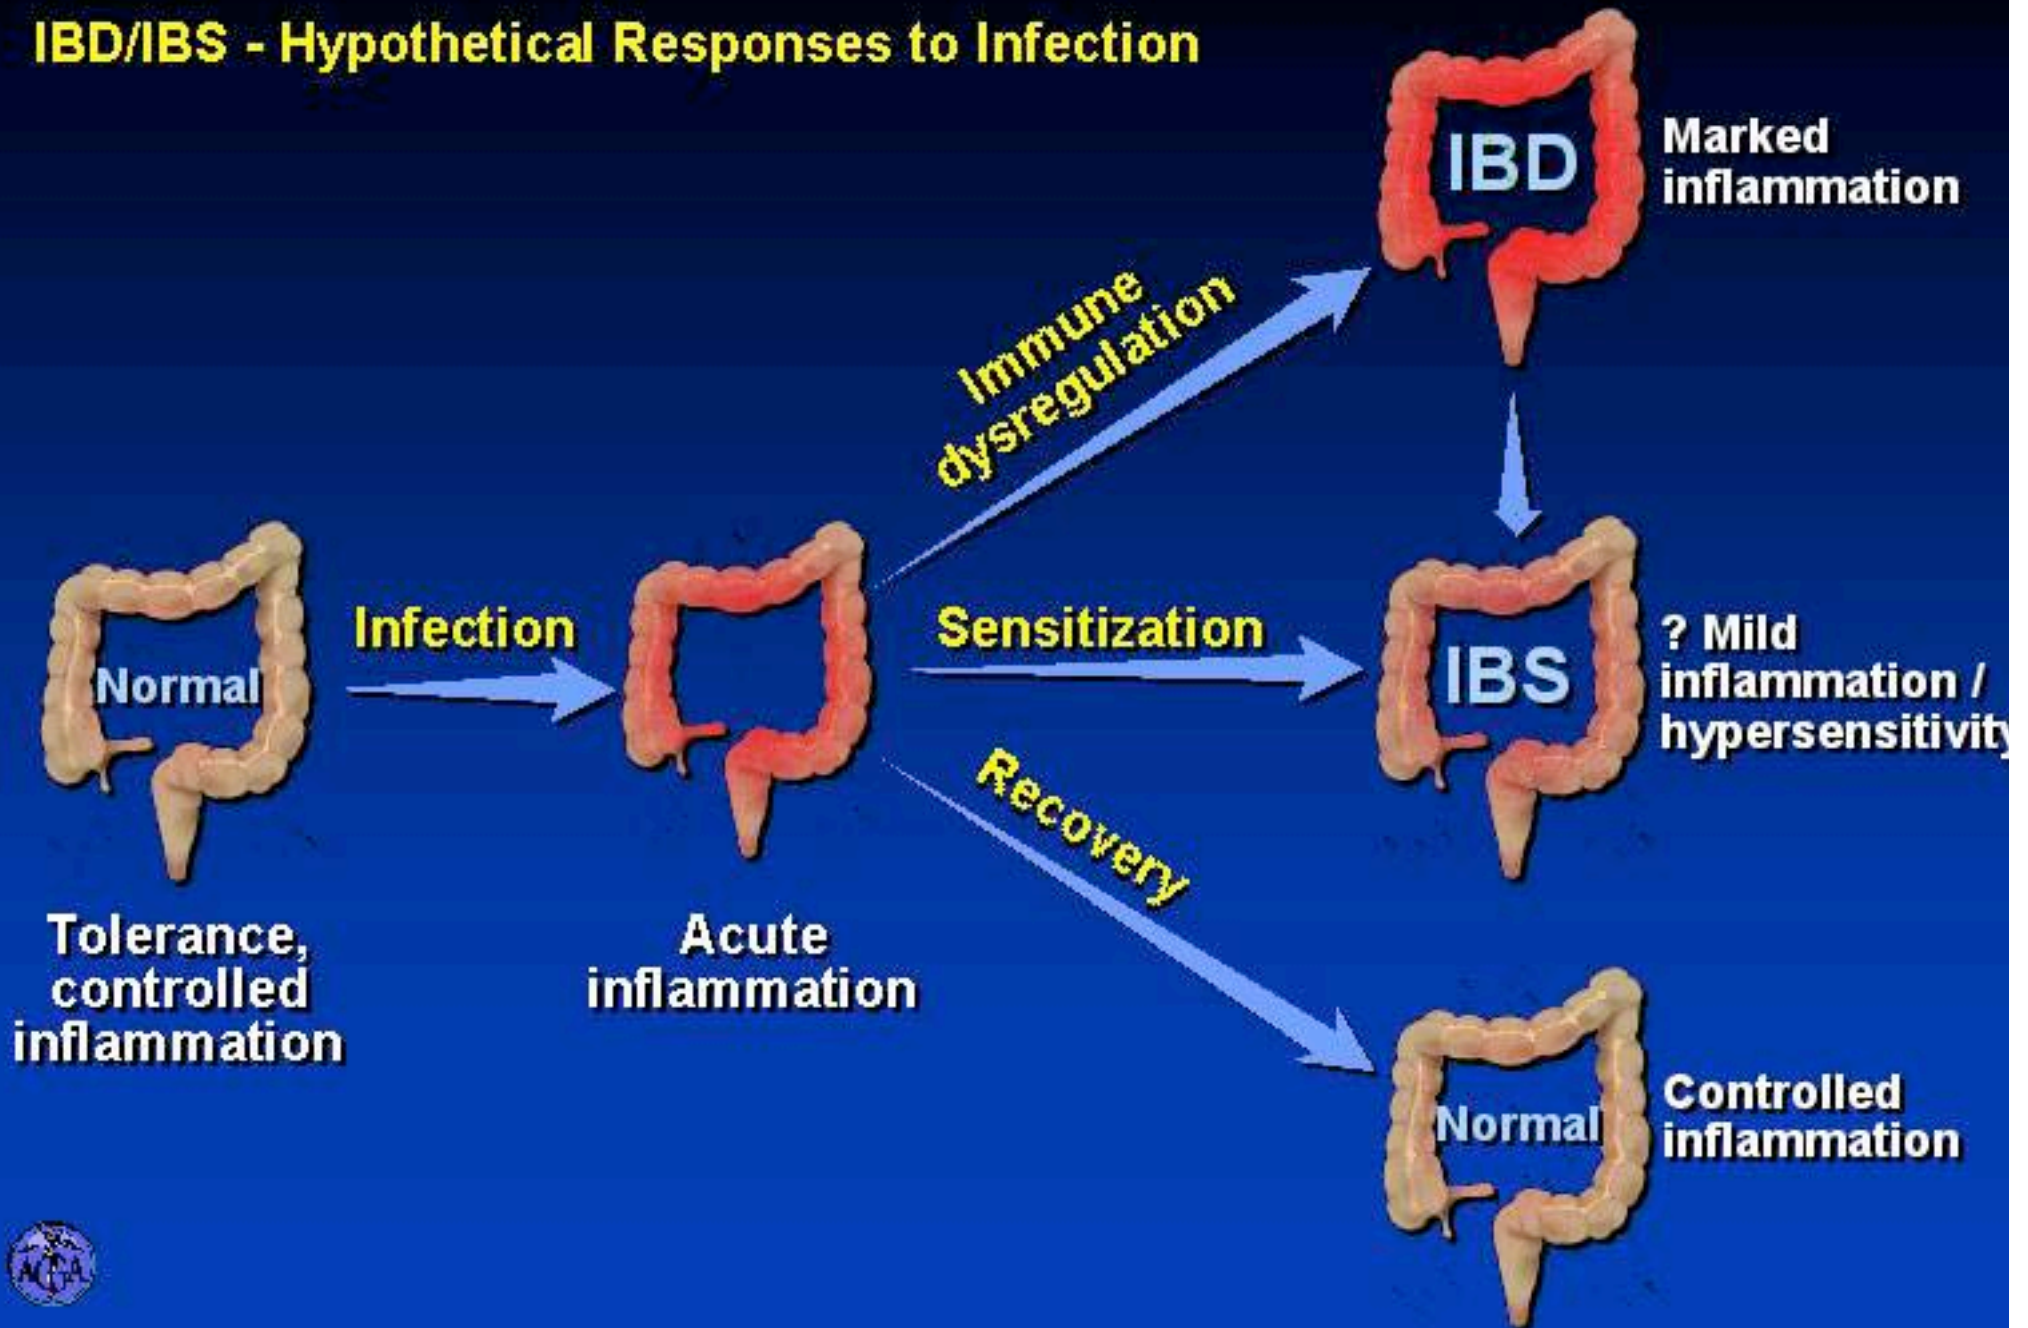 IBD/IBS - Hypothetical Responses to Infection
IBD
Marked
inflammation
Immune
dysregulation
Normal
Infection
Sensitization
IBS
? Mild
inflammation /
hypersensitivity
Recovery
Tolerance,
controlled
inflammation
Acute
inflammation
Normal
Controlled
inflammation
AGA